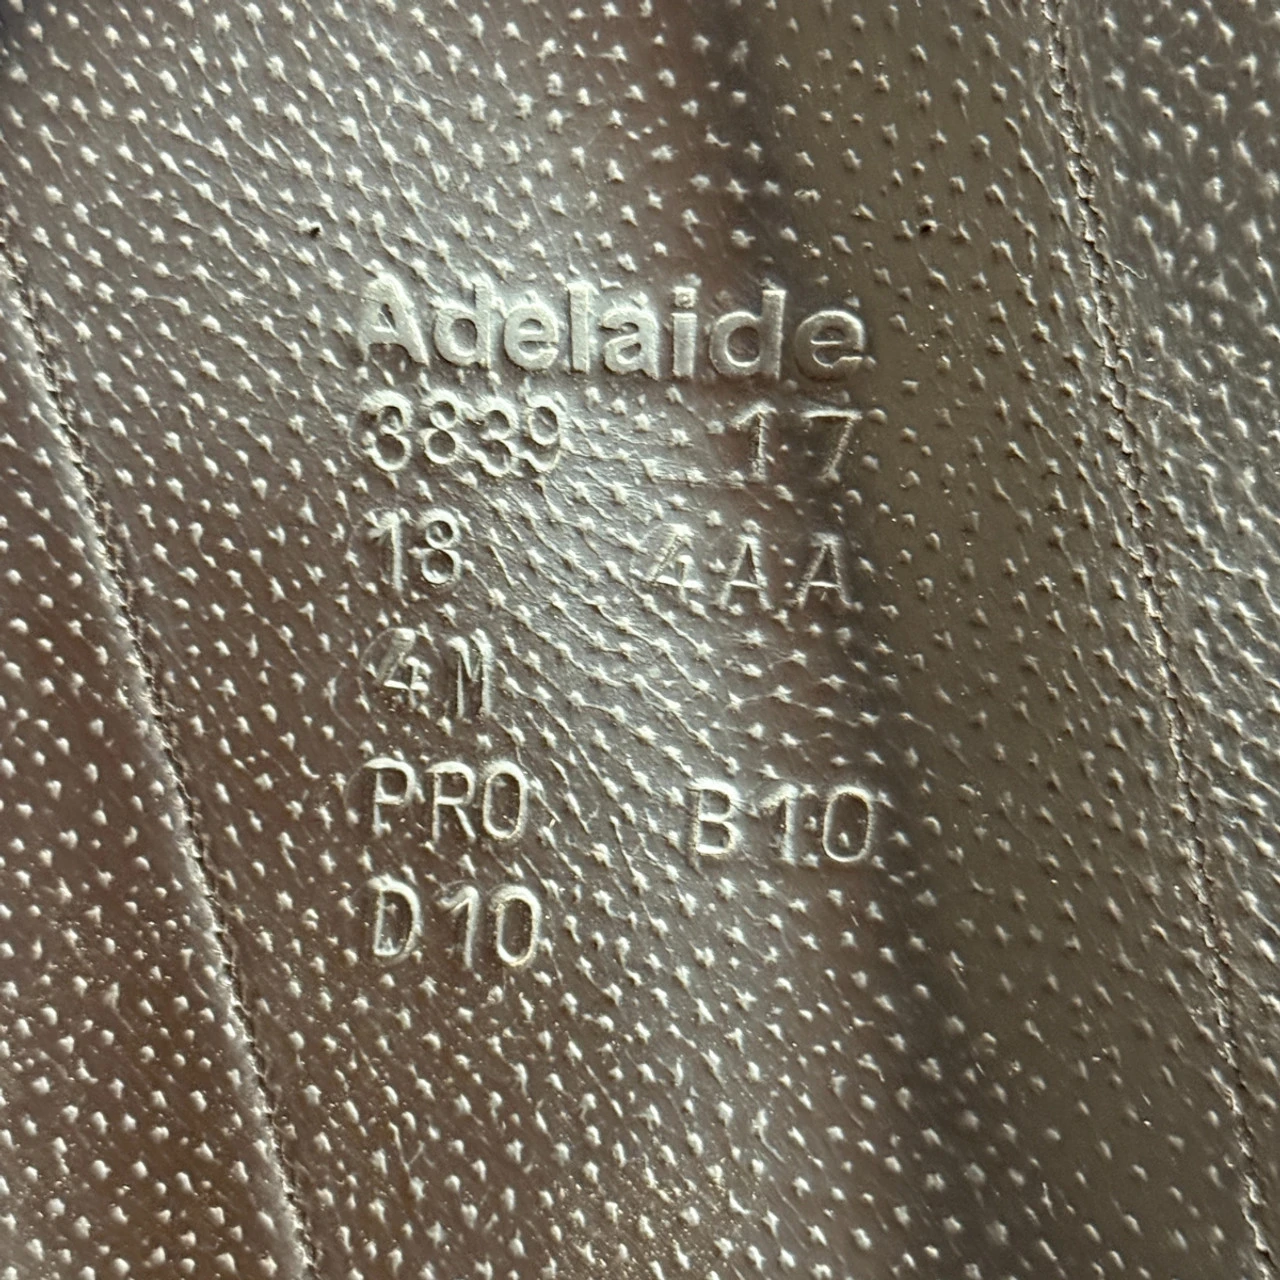 Adelaide
3839 17
18 4AA
4M
PRO B10
D10